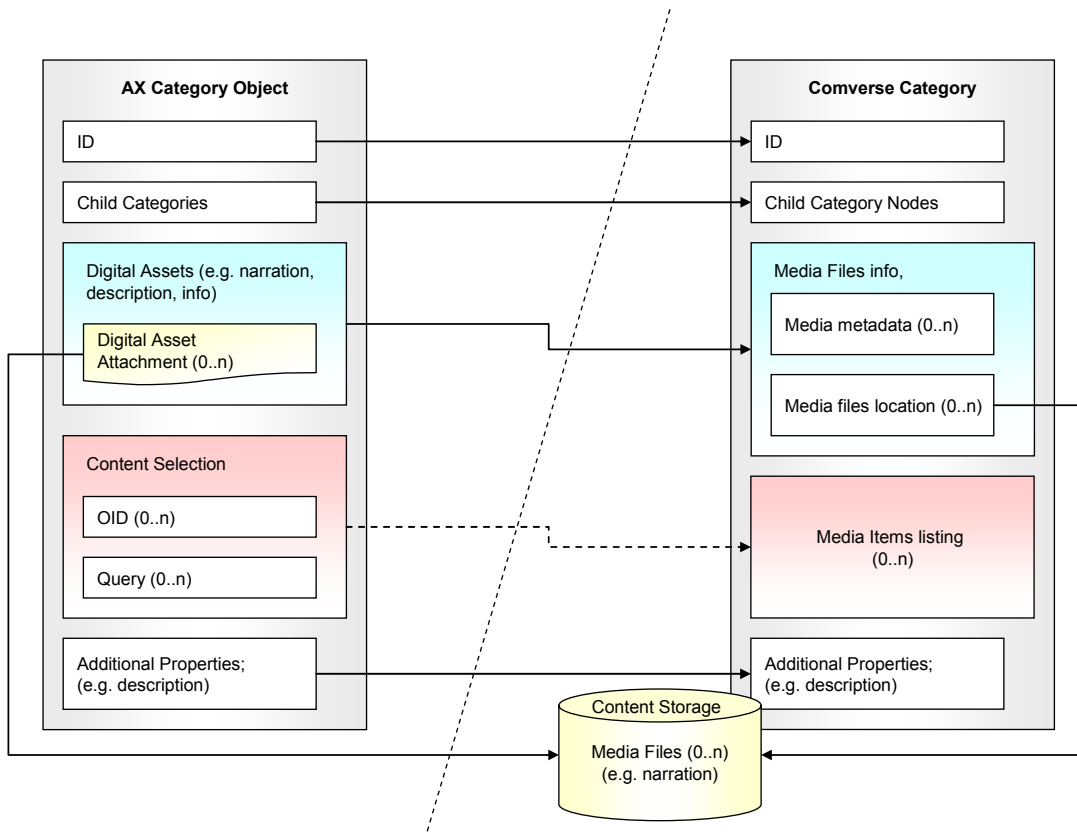 AX Category Object
ID
Child Categories
Digital Assets (e.g. narration,
description, info)
Digital Asset
Attachment (0..n)
Content Selection
OID (0..n)
Query (0..n)
Additional Properties;
(e.g. description)
Comverse Category
ID
Child Category Nodes
Media Files info,
Media metadata (0..n)
Media files location (0..n)
Media Items listing
(0..n)
Additional Properties;
(e.g. description)
Content Storage
Media Files (0..n)
(e.g. narration)